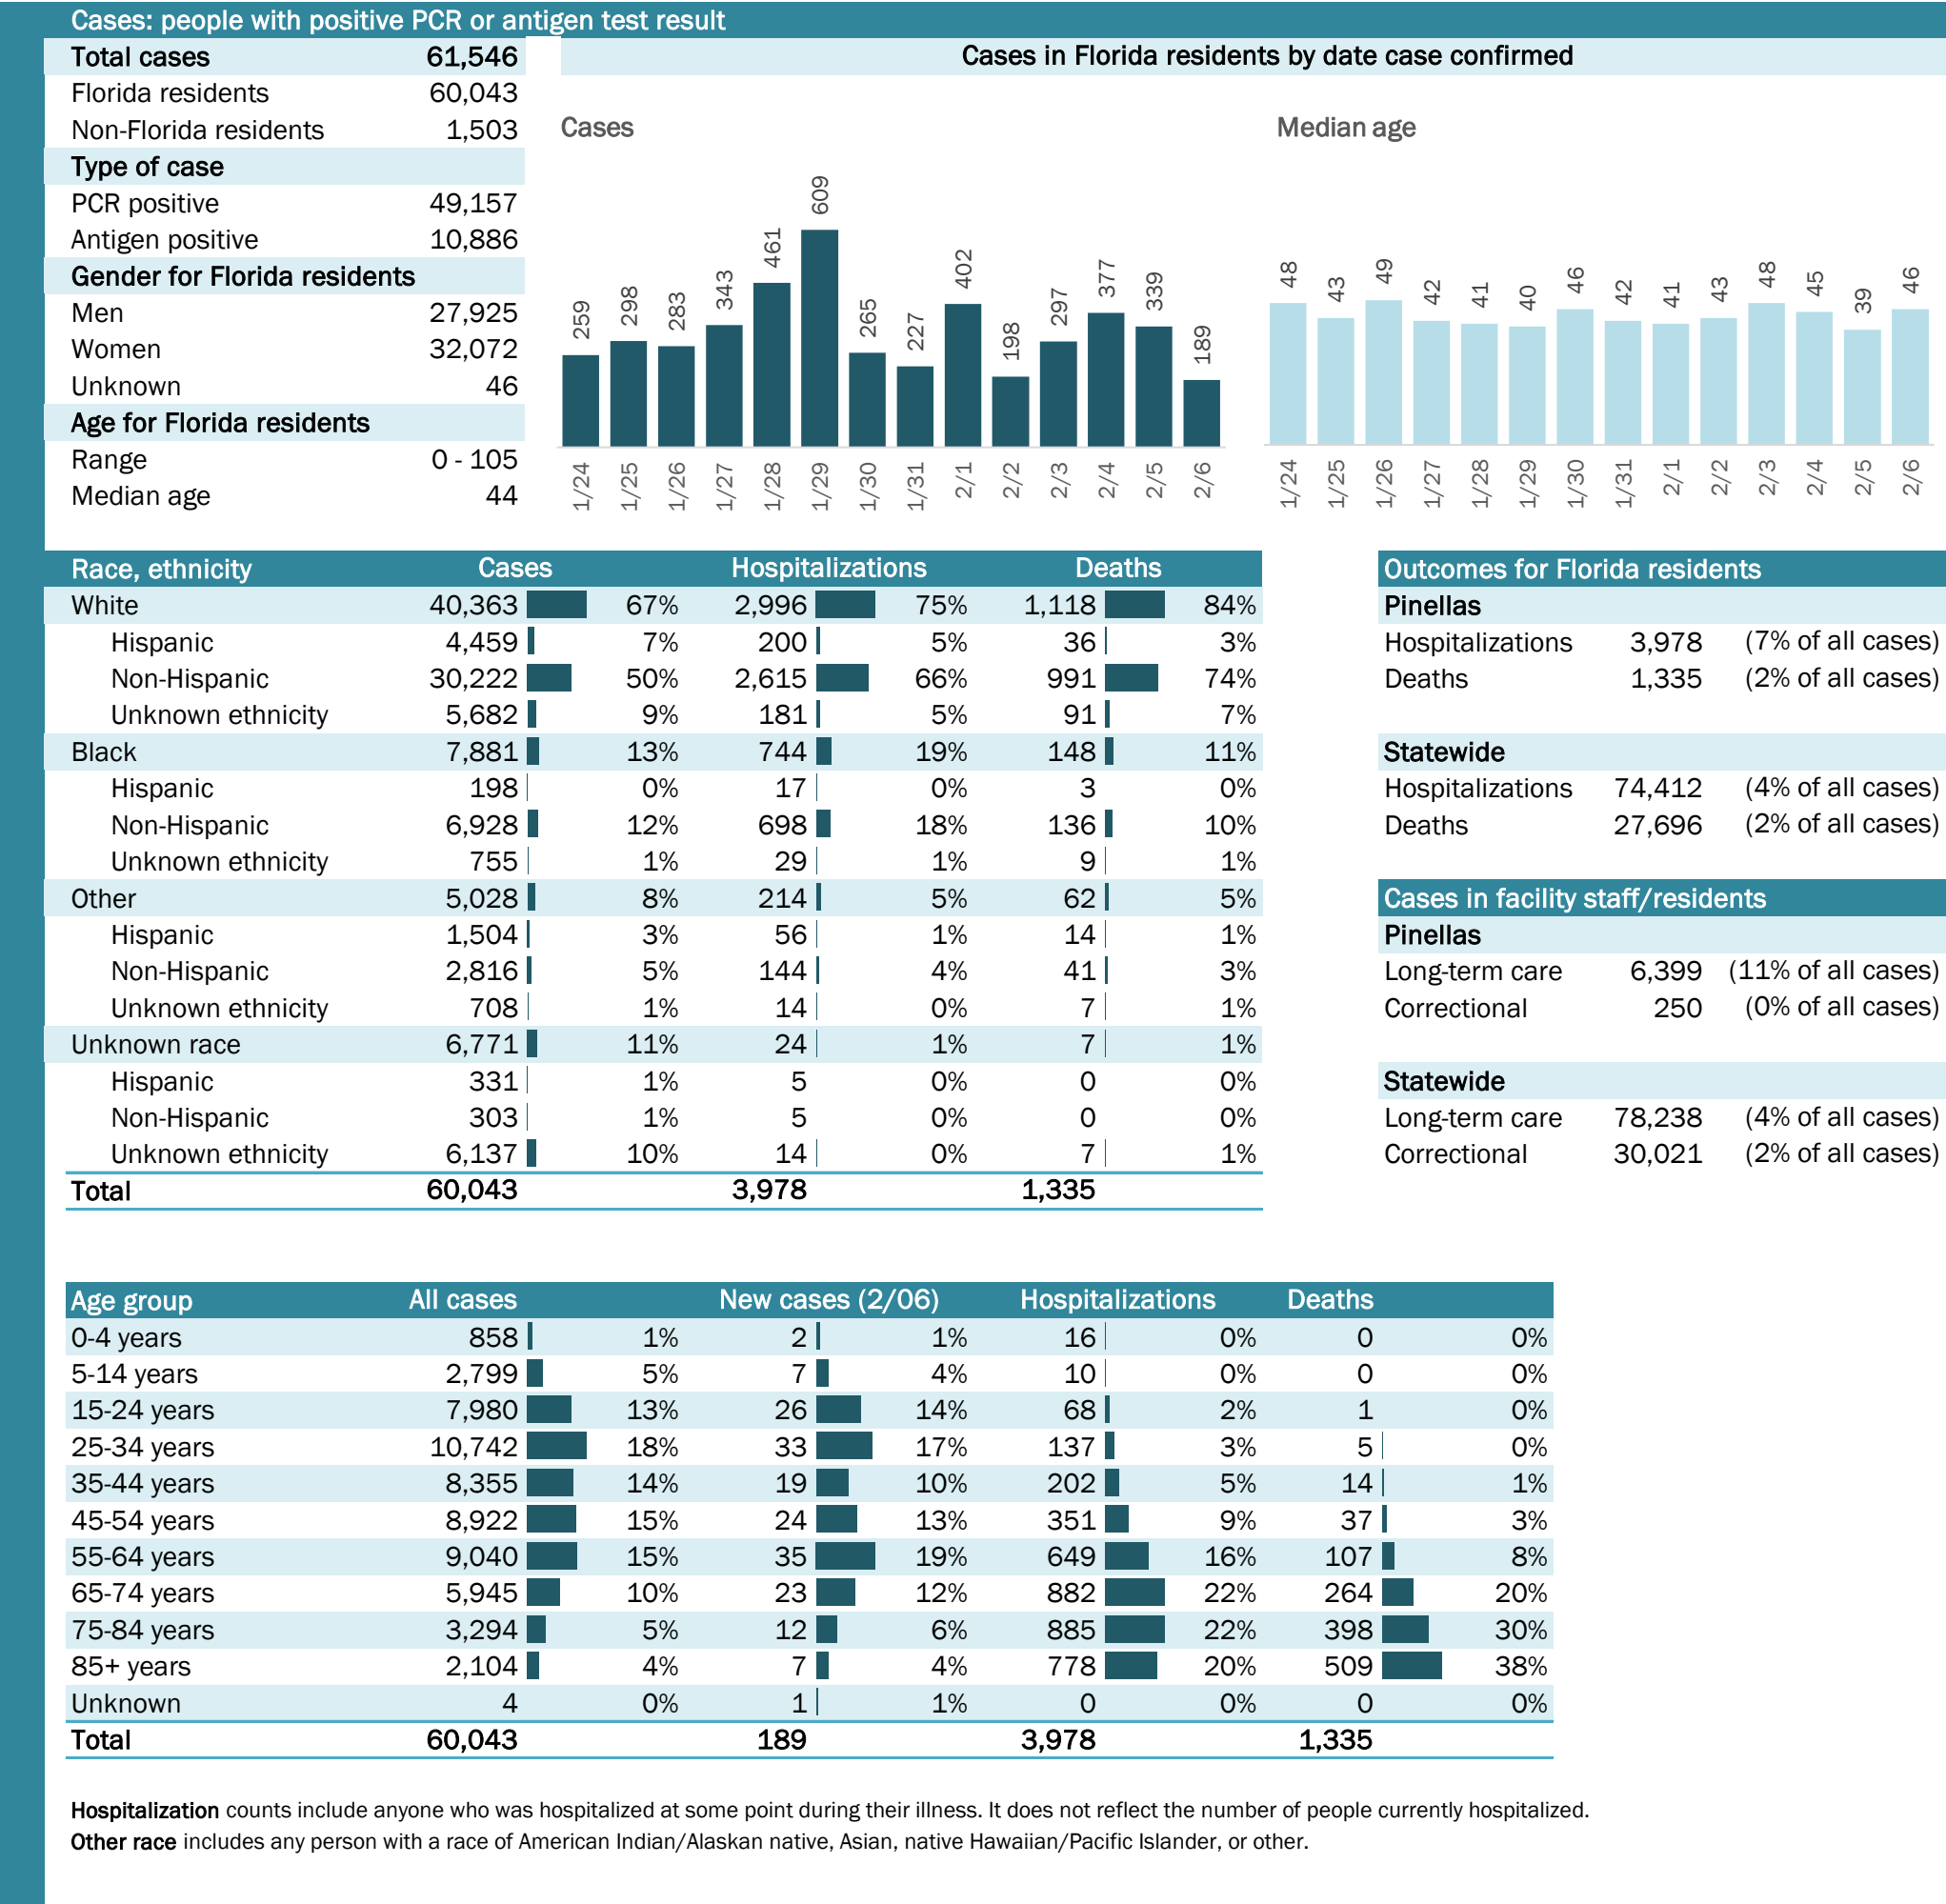 Cases: people with positive PCR or antigen test result
Total cases 61,546
Florida residents 60,043
Non-Florida residents 1,503
Type of case
PCR positive 49,157
Antigen positive 10,886
Gender for Florida residents
Men 27,925
Women 32,072
Unknown 46
Age for Florida residents
Range 0 - 105
Median age 44
Cases in Florida residents by date case confirmed
Cases
259 298 283 343 461 609 265 227 402 198 297 377 339 189
1/24 1/25 1/26 1/27 1/28 1/29 1/30 1/31 2/1 2/2 2/3 2/4 2/5 2/6
Median age
48 43 49 42 41 40 46 42 41 43 48 45 39 46
1/24 1/25 1/26 1/27 1/28 1/29 1/30 1/31 2/1 2/2 2/3 2/4 2/5 2/6
Race, ethnicity Cases Hospitalizations Deaths
White 40,363 67% 2,996 75% 1,118 84%
Hispanic 4,459 7% 200 5% 36 3%
Non-Hispanic 30,222 50% 2,615 66% 991 74%
Unknown ethnicity 5,682 9% 181 5% 91 7%
Black 7,881 13% 744 19% 148 11%
Hispanic 198 0% 17 0% 3 0%
Non-Hispanic 6,928 12% 698 18% 136 10%
Unknown ethnicity 755 1% 29 1% 9 1%
Other 5,028 8% 214 5% 62 5%
Hispanic 1,504 3% 56 1% 14 1%
Non-Hispanic 2,816 5% 144 4% 41 3%
Unknown ethnicity 708 1% 14 0% 7 1%
Unknown race 6,771 11% 24 1% 7 1%
Hispanic 331 1% 5 0% 0 0%
Non-Hispanic 303 1% 5 0% 0 0%
Unknown ethnicity 6,137 10% 14 0% 7 1%
Total 60,043 3,978 1,335
Outcomes for Florida residents
Pinellas
Hospitalizations 3,978 (7% of all cases)
Deaths 1,335 (2% of all cases)
Statewide
Hospitalizations 74,412 (4% of all cases)
Deaths 27,696 (2% of all cases)
Cases in facility staff/residents
Pinellas
Long-term care 6,399 (11% of all cases)
Correctional 250 (0% of all cases)
Statewide
Long-term care 78,238 (4% of all cases)
Correctional 30,021 (2% of all cases)
Age group All cases New cases (2/06) Hospitalizations Deaths
0-4 years 858 1% 2 1% 16 0% 0 0%
5-14 years 2,799 5% 7 4% 10 0% 0 0%
15-24 years 7,980 13% 26 14% 68 2% 1 0%
25-34 years 10,742 18% 33 17% 137 3% 5 0%
35-44 years 8,355 14% 19 10% 202 5% 14 1%
45-54 years 8,922 15% 24 13% 351 9% 37 3%
55-64 years 9,040 15% 35 19% 649 16% 107 8%
65-74 years 5,945 10% 23 12% 882 22% 264 20%
75-84 years 3,294 5% 12 6% 885 22% 398 30%
85+ years 2,104 4% 7 4% 778 20% 509 38%
Unknown 4 0% 1 1% 0 0% 0 0%
Total 60,043 189 3,978 1,335
Hospitalization counts include anyone who was hospitalized at some point during their illness. It does not reflect the number of people currently hospitalized.
Other race includes any person with a race of American Indian/Alaskan native, Asian, native Hawaiian/Pacific Islander, or other.